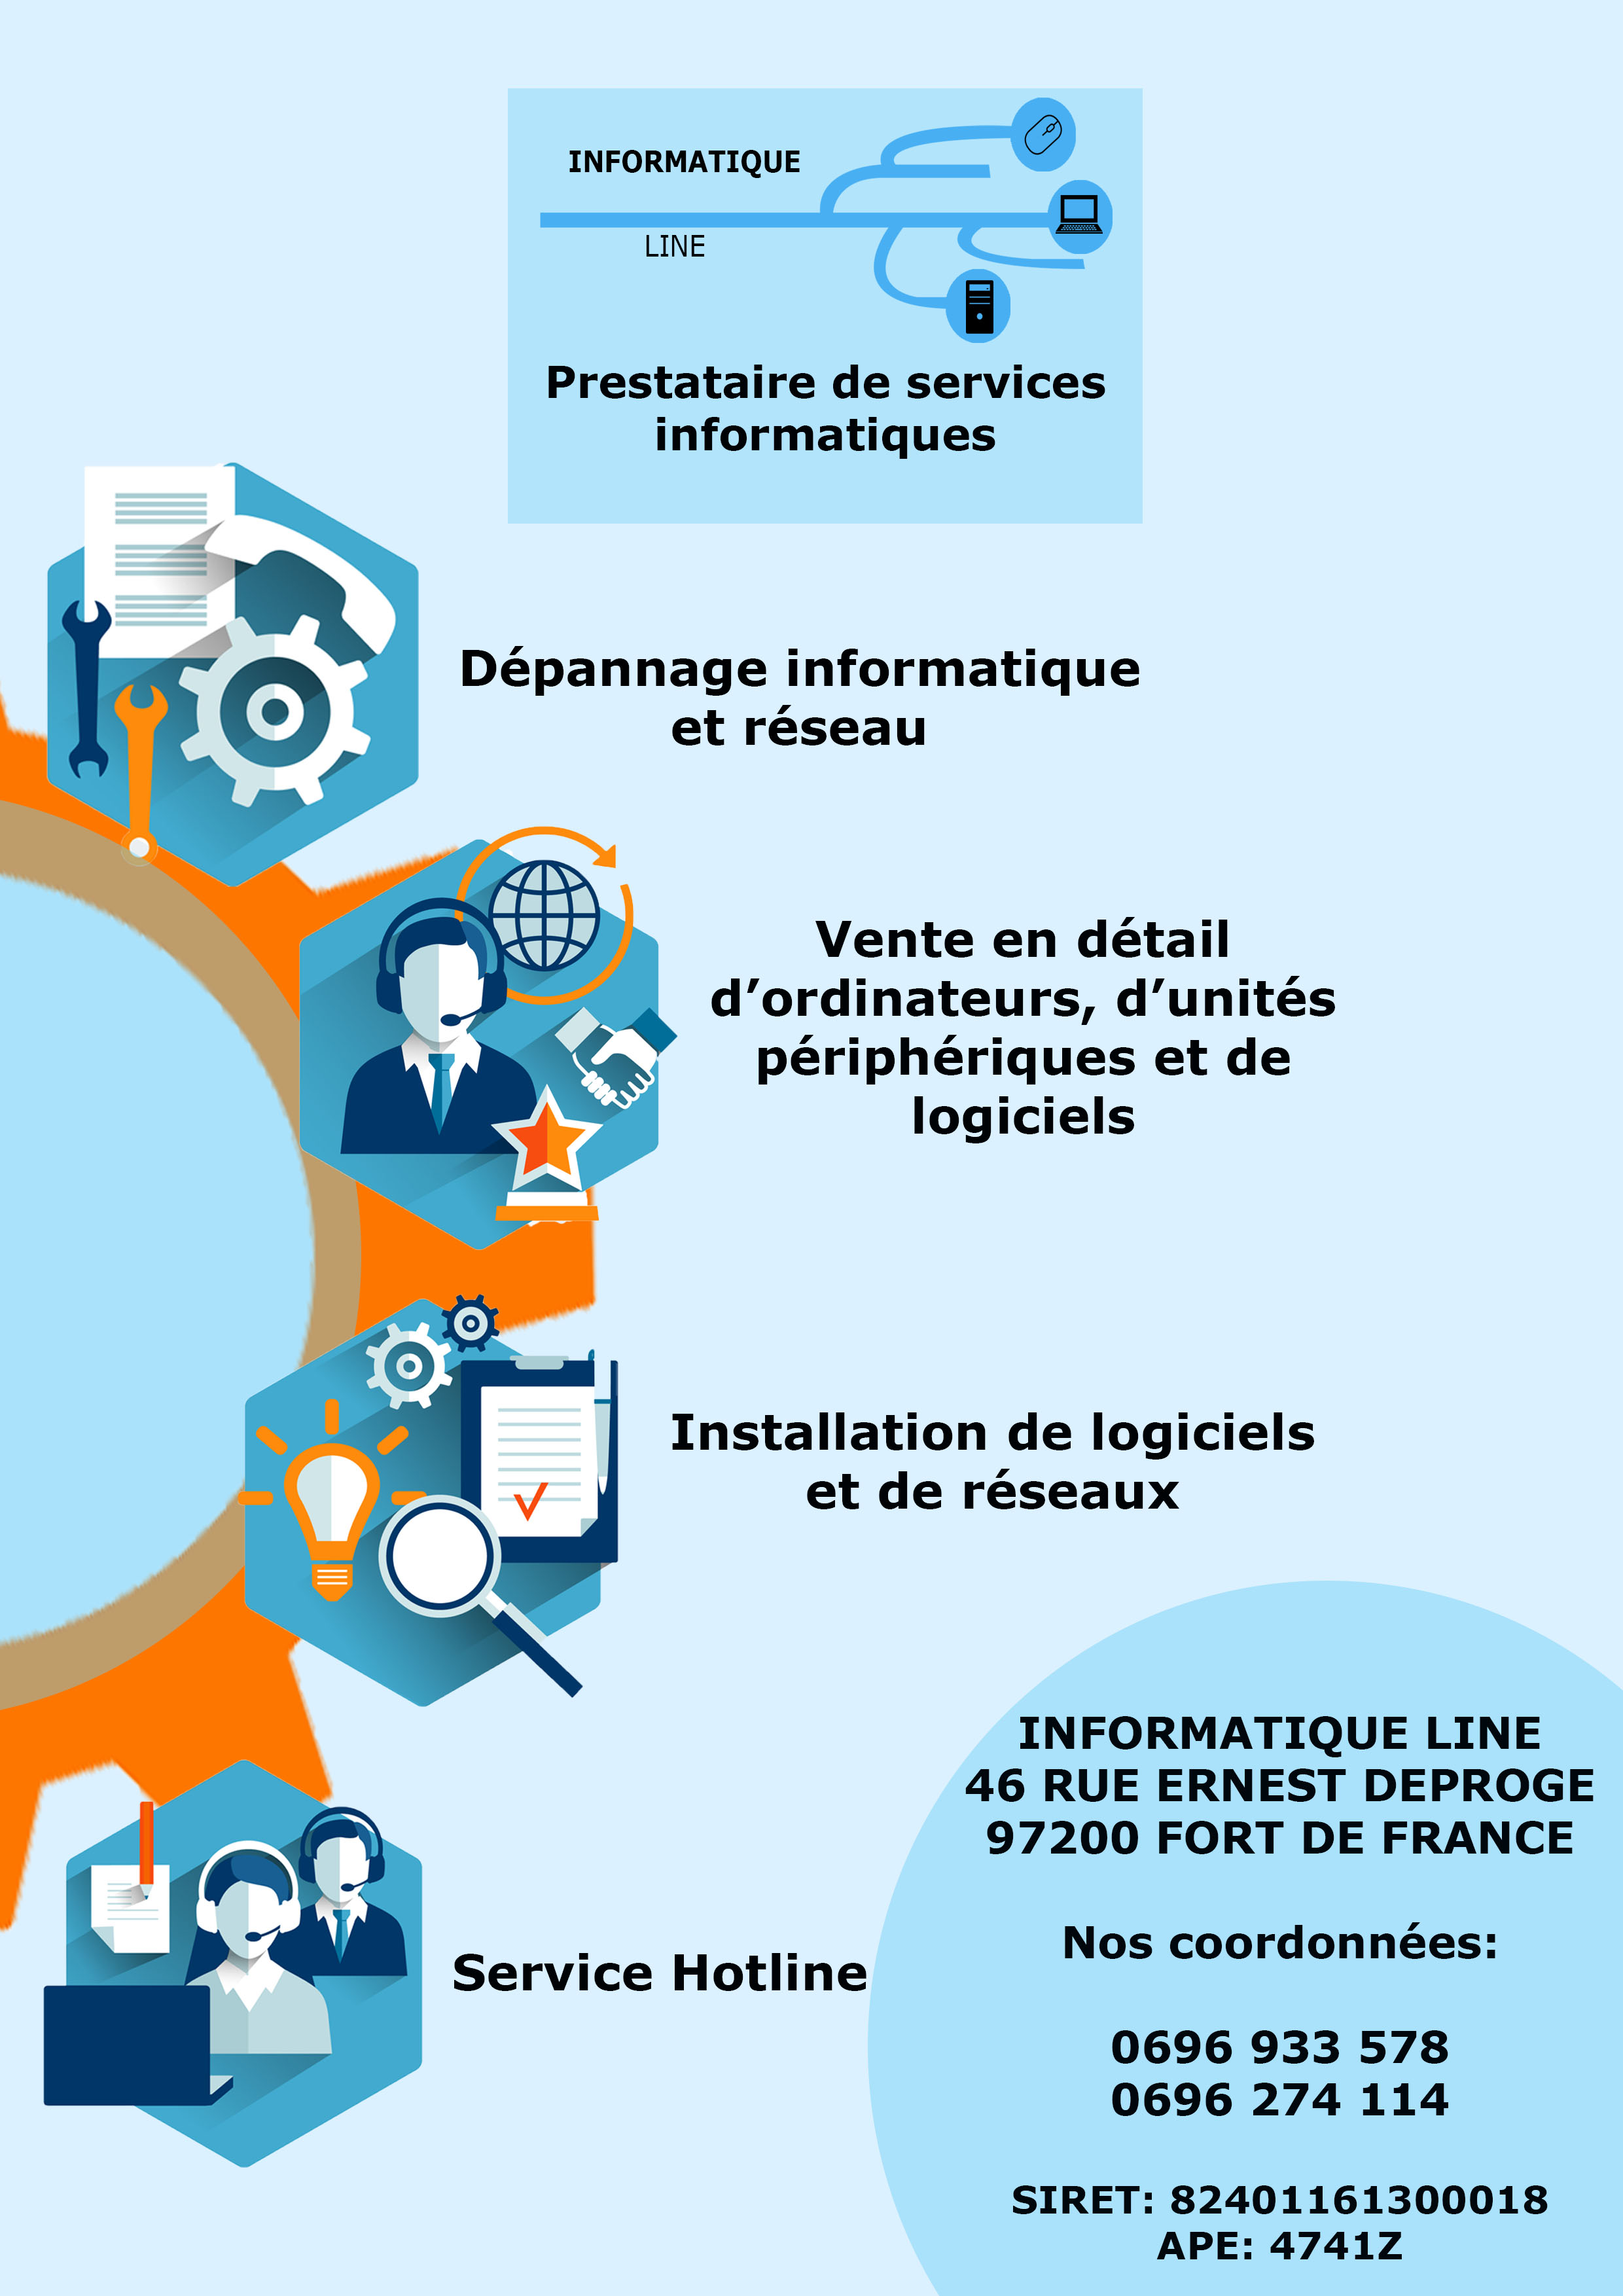 INFORMATIQUE
LINE
Prestataire de services
informatiques
Dépannage informatique
et réseau
Vente en détail
d’ordinateurs, d’unités
périphériques et de
logiciels
Installation de logiciels
et de réseaux
Service Hotline
INFORMATIQUE LINE
46 RUE ERNEST DEPROGE
97200 FORT DE FRANCE
Nos coordonnées:
0696 933 578
0696 274 114
SIRET: 82401161300018
APE: 4741Z